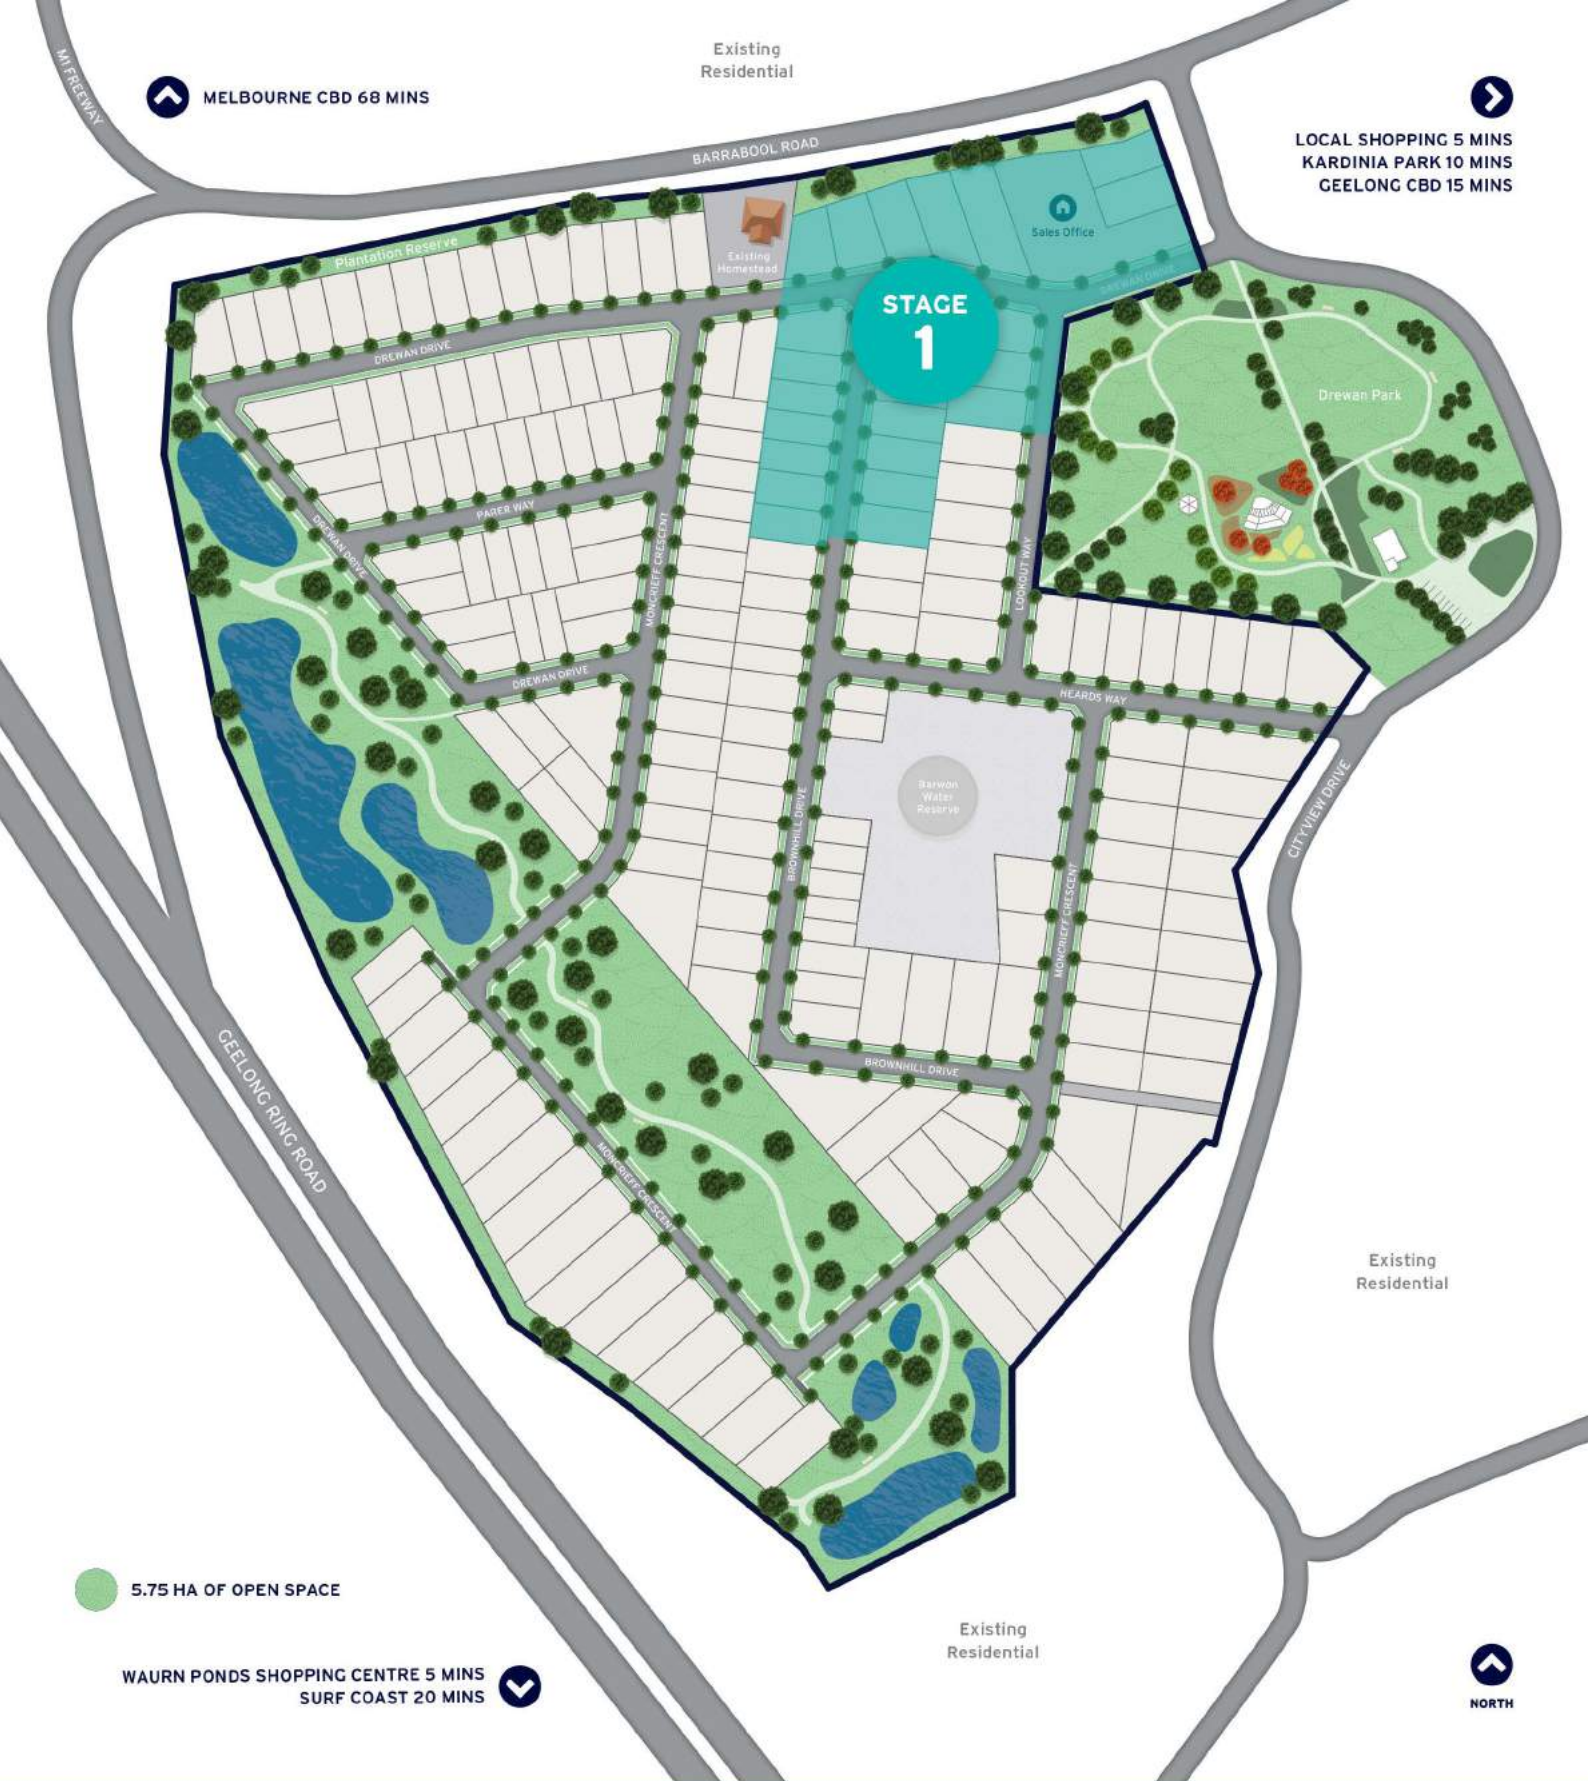 Existing
Residential
M1 FREEWAY
MELBOURNE CBD 68 MINS
LOCAL SHOPPING 5 MINS
KARDINIA PARK 10 MINS
GEELONG CBD 15 MINS
BARRABOOL ROAD
Plantation Reserve
Existing
Homestead
Sales Office
DREWAN DRIVE
STAGE
1
DREWAN DRIVE
Drewan Park
PARER WAY
DREWAN DRIVE
MONCRIEFF CRESCENT
LOOKOUT WAY
DREWAN DRIVE
HEARDS WAY
Barwon
Water
Reserve
BROWNHILL DRIVE
CITYVIEW DRIVE
MONCRIEFF CRESCENT
BROWNHILL DRIVE
GEELONG RING ROAD
MONCRIEFF CRESCENT
Existing
Residential
5.75 HA OF OPEN SPACE
Existing
Residential
WAURN PONDS SHOPPING CENTRE 5 MINS
SURF COAST 20 MINS
NORTH